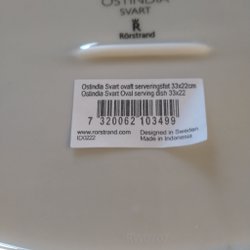 OSTINDIA
SVART
R
Rörstrand
Ostindia Svart ovalt serveringsfat 33x22cm
Ostindia Svart Oval serving dish 33x22
7 320062 103499
www.rorstrand.com
Designed in Sweden
ID0222
Made in Indonesia